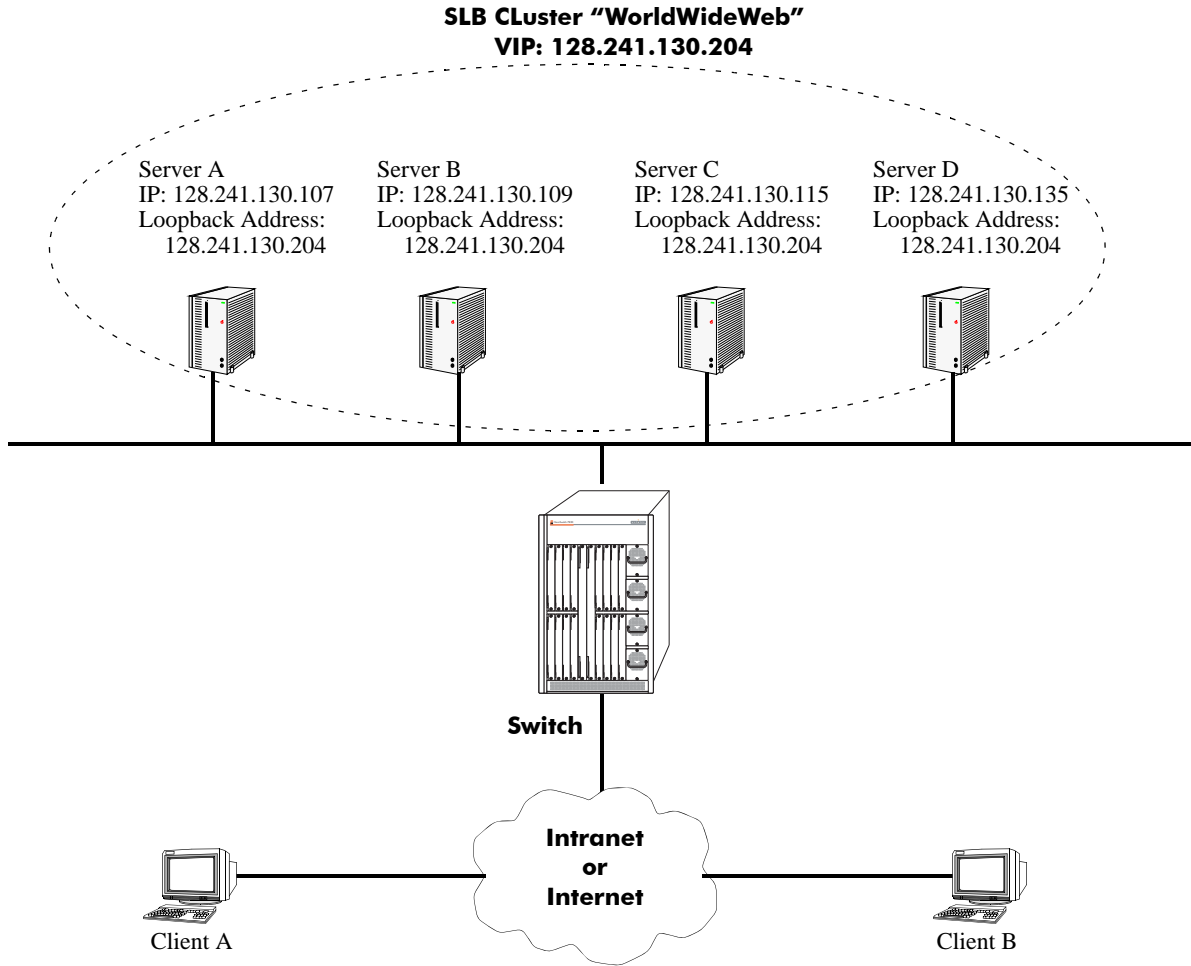 SLB CLuster “WorldWideWeb”
VIP: 128.241.130.204
Server A
IP: 128.241.130.107
Loopback Address:
128.241.130.204
Server B
IP: 128.241.130.109
Loopback Address:
128.241.130.204
Server C
IP: 128.241.130.115
Loopback Address:
128.241.130.204
Server D
IP: 128.241.130.135
Loopback Address:
128.241.130.204
Switch
Intranet
or
Internet
Client A
Client B